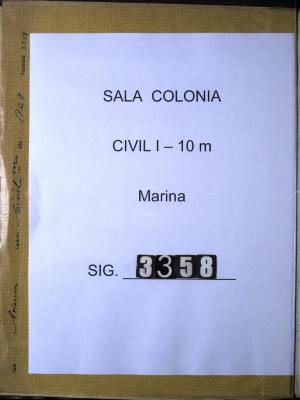 SALA COLONIA
CIVIL I – 10 m
Marina
SIG. 3358